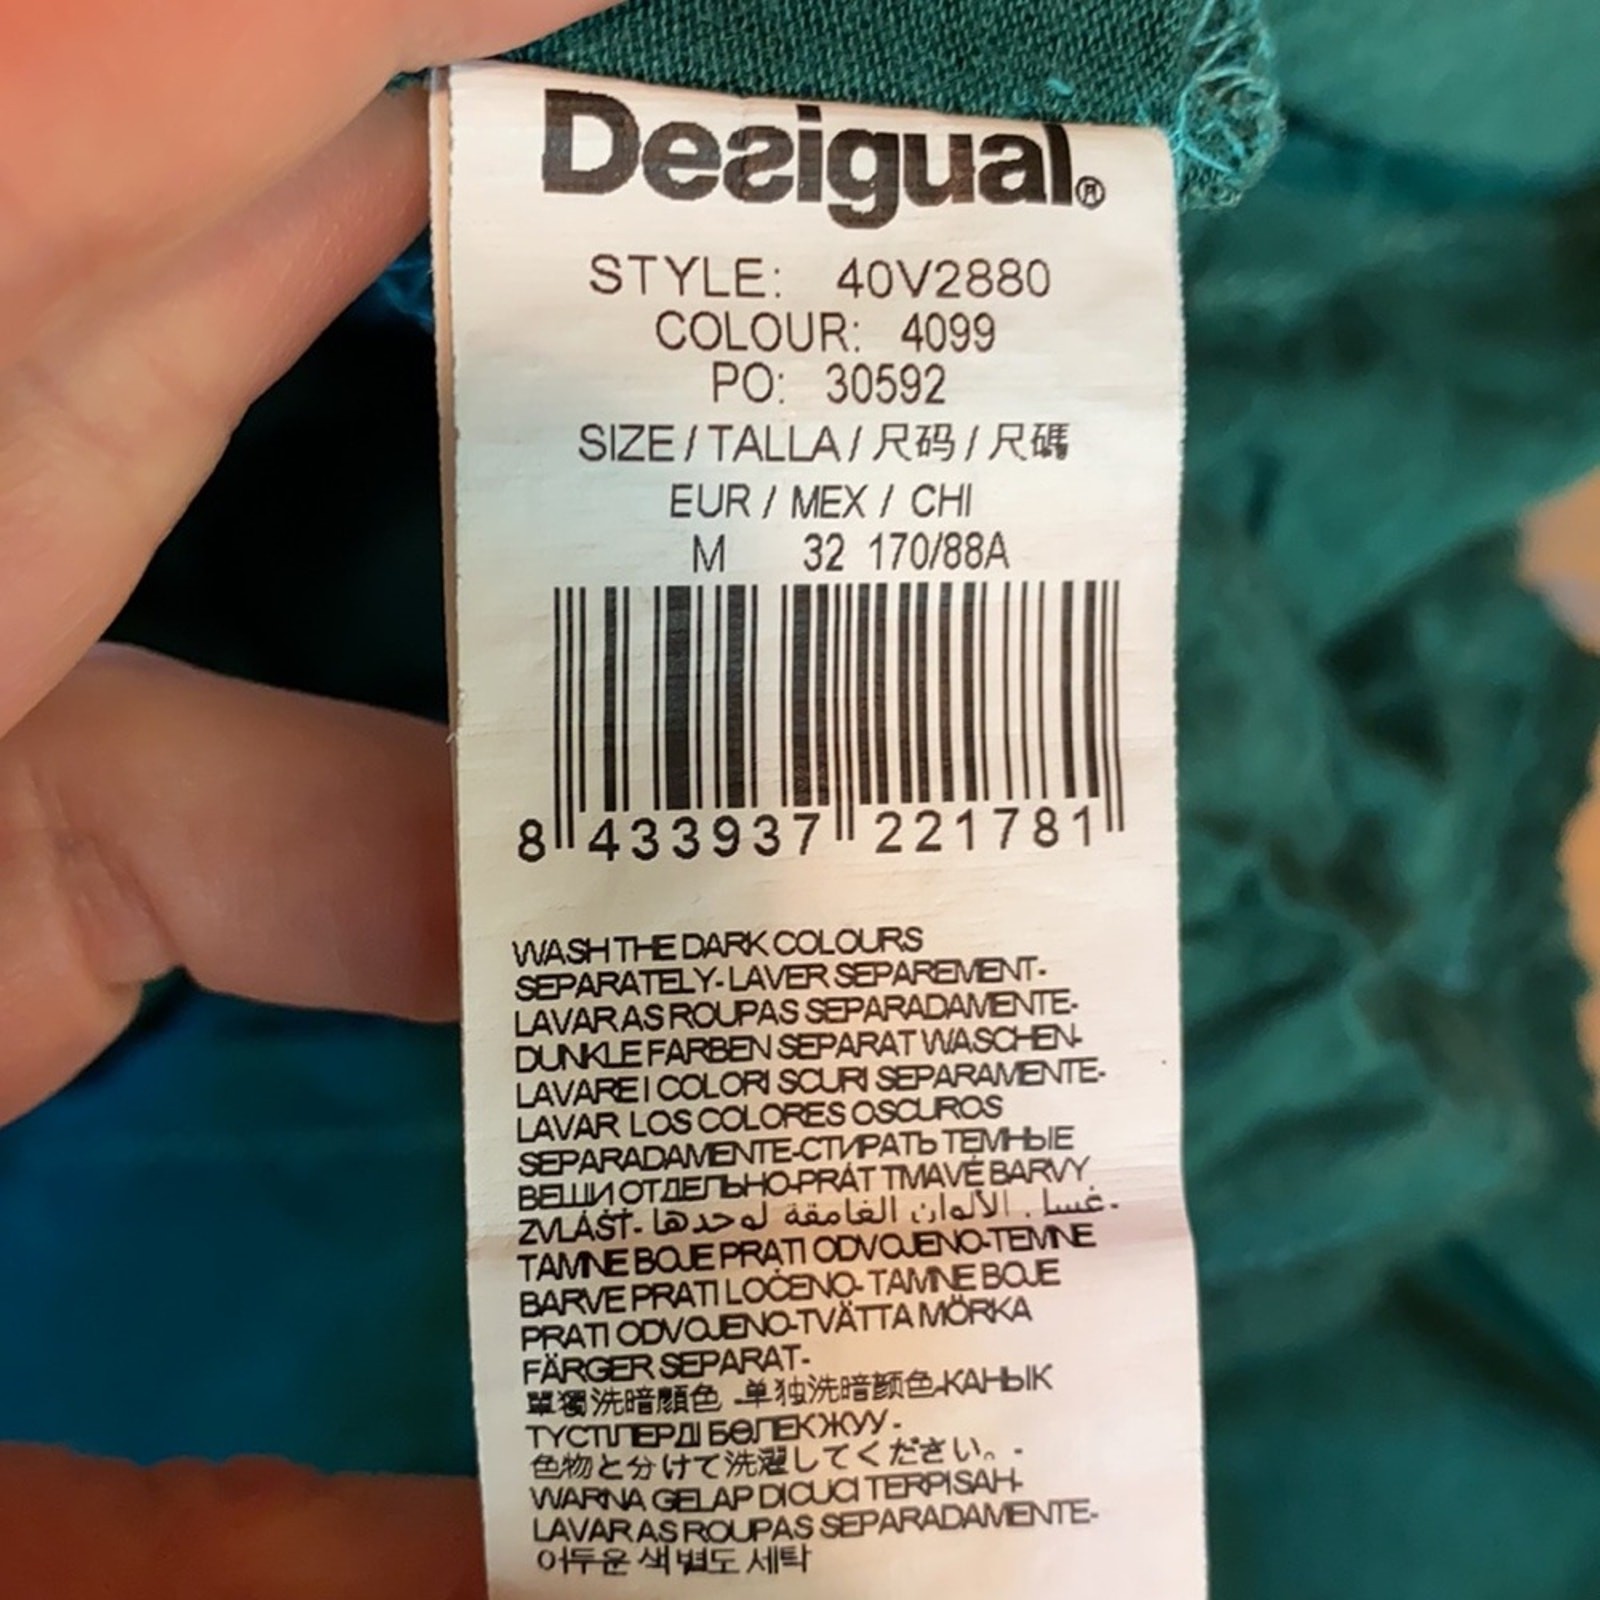 Desigual®
STYLE: 40V2880
COLOUR: 4099
PO: 30592
SIZE / TALLA / 尺码 / 尺碼
EUR / MEX / CHI
M 32 170/88A
8 433937 221781
WASH THE DARK COLOURS
SEPARATELY-LAVER SEPAREMENT-
LAVAR AS ROUPAS SEPARADAMENTE-
DUNKLE FARBEN SEPARAT WASCHEN-
LAVARE I COLORI SCURI SEPARAMENTE-
LAVAR LOS COLORES OSCUROS
SEPARADAMENTE-СТИРАТЬ ТЕМНЫЕ
ВЕЩИ ОТДЕЛЬНО-PRÁT TMAVÉ BARVY
ZVLÁŠŤ- غسل الألوان الغامقة لوحدها -
TAMNE BOJE PRATI ODVOJENO-TEMNE
BARVE PRATI LOČENO- TAMNE BOJE
PRATI ODVOJENO-TVÄTTA MÖRKA
FÄRGER SEPARAT-
單獨洗暗顏色 -单独洗暗颜色-КАНЫК
ТҮСТІЛЕРДІ БӨЛЕК ЖУУ -
色物と分けて洗濯してください。-
WARNA GELAP DICUCI TERPISAH-
LAVAR AS ROUPAS SEPARADAMENTE-
어두운 색 별도 세탁